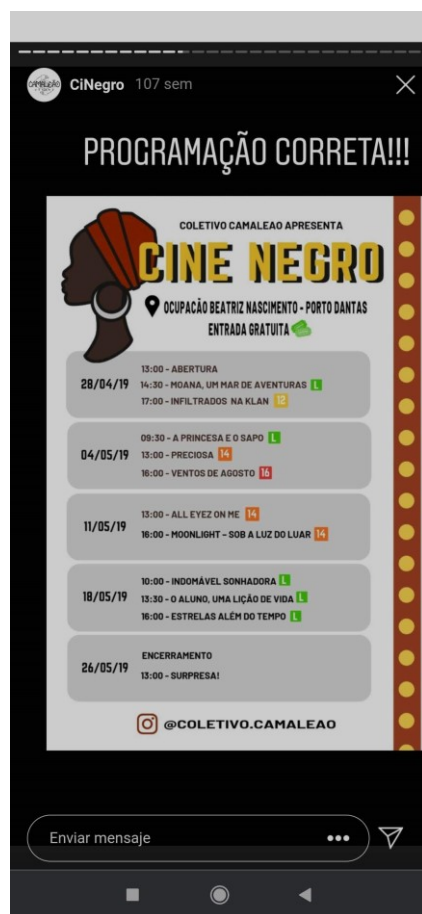 CAMALEÃO
CiNegro 107 sem
PROGRAMAÇÃO CORRETA!!!
COLETIVO CAMALEAO APRESENTA
CINE NEGRO
OCUPACÃO BEATRIZ NASCIMENTO - PORTO DANTAS
ENTRADA GRATUITA
28/04/19
13:00 - ABERTURA
14:30 - MOANA, UM MAR DE AVENTURAS L
17:00 - INFILTRADOS NA KLAN 12
04/05/19
09:30 - A PRINCESA E O SAPO L
13:00 - PRECIOSA 14
16:00 - VENTOS DE AGOSTO 16
11/05/19
13:00 - ALL EYEZ ON ME 14
16:00 - MOONLIGHT – SOB A LUZ DO LUAR 14
18/05/19
10:00 - INDOMÁVEL SONHADORA L
13:30 - O ALUNO, UMA LIÇÃO DE VIDA L
16:00 - ESTRELAS ALÉM DO TEMPO L
26/05/19
ENCERRAMENTO
13:00 - SURPRESA!
@COLETIVO.CAMALEAO
Enviar mensaje